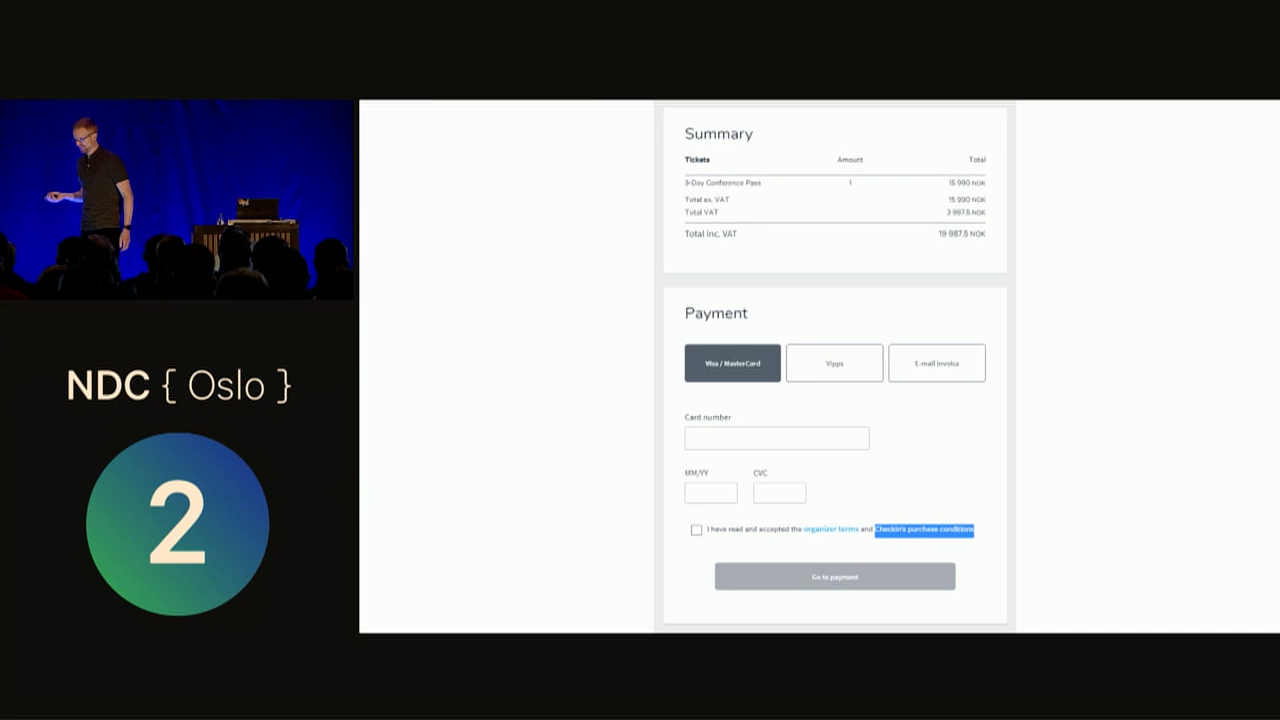 NDC { Oslo }
2
Summary
Tickets Amount Total
3-Day Conference Pass 1 15 990 NOK
Total ex. VAT 15 990 NOK
Total VAT 3 997.5 NOK
Total inc. VAT 19 987.5 NOK
Payment
Visa / MasterCard Vipps E-mail invoice
Card number
MM/YY CVC
I have read and accepted the organizer terms and Checkin's purchase conditions
Go to payment